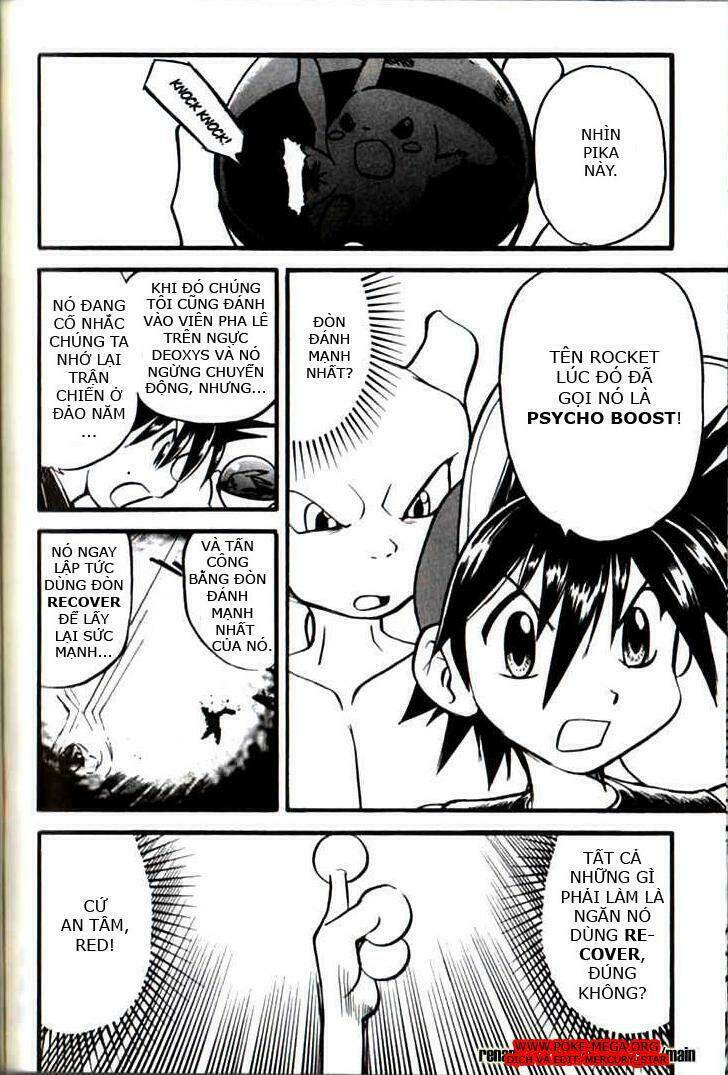 NHÌN
PIKA
NÀY.
KNOCK KNOCK!
TÊN ROCKET
LÚC ĐÓ ĐÃ
GỌI NÓ LÀ
PSYCHO BOOST!
ĐÒN
ĐÁNH
MẠNH
NHẤT?
KHI ĐÓ CHÚNG
TÔI CŨNG ĐÁNH
VÀO VIÊN PHA LÊ
TRÊN NGỰC
DEOXYS VÀ NÓ
NGỪNG CHUYỂN
ĐỘNG, NHƯNG...
NÓ ĐANG
CỐ NHẮC
CHÚNG TA
NHỚ LẠI
TRẬN
CHIẾN Ở
ĐẢO NĂM
...
VÀ TẤN
CÔNG
BẰNG ĐÒN
ĐÁNH
MẠNH
NHẤT
CỦA NÓ.
NÓ NGAY
LẬP TỨC
DÙNG ĐÒN
RECOVER
ĐỂ LẤY
LẠI SỨC
MẠNH...
TẤT CẢ
NHỮNG GÌ
PHẢI LÀM LÀ
NGĂN NÓ
DÙNG RE-
COVER,
ĐÚNG
KHÔNG?
CỨ
AN TÂM,
RED!
WWW.POKE-MEGA.ORG
DỊCH VÀ EDIT: MERCURY-STAR
/main